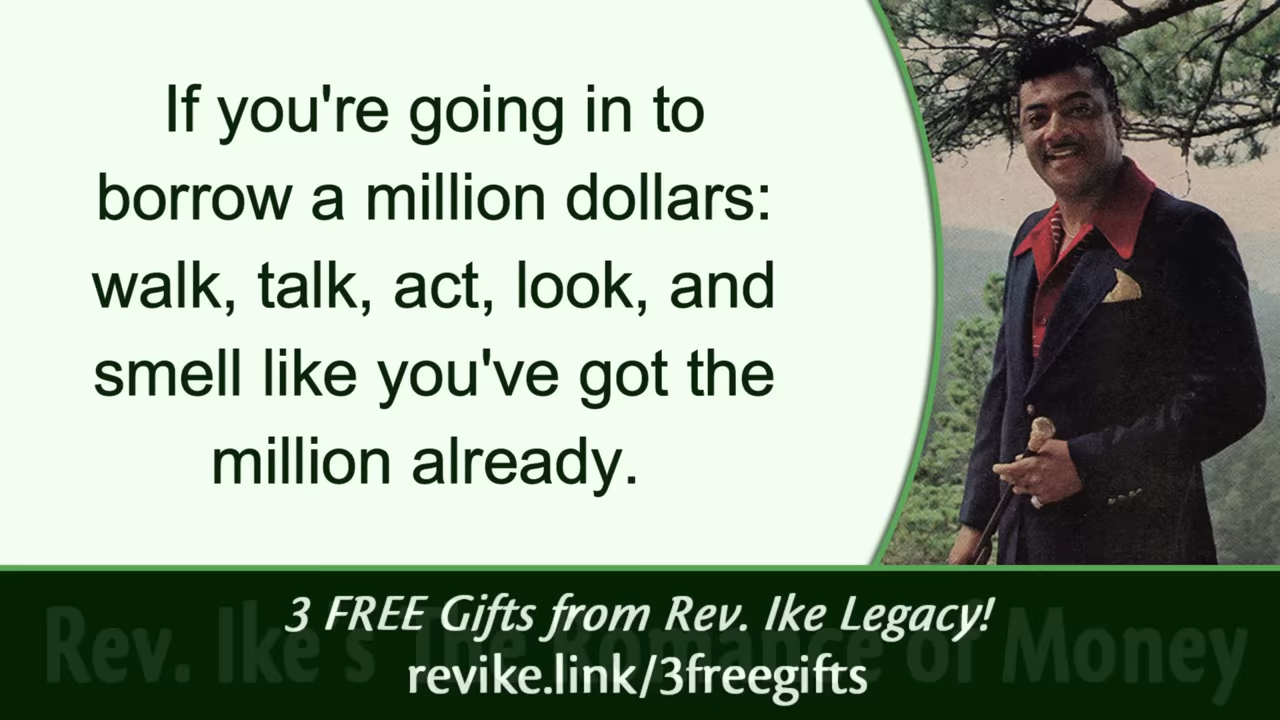 If you're going in to
borrow a million dollars:
walk, talk, act, look, and
smell like you've got the
million already.
3 FREE Gifts from Rev. Ike Legacy!
Rev. Ike's The Romance of Money
revike.link/3freegifts